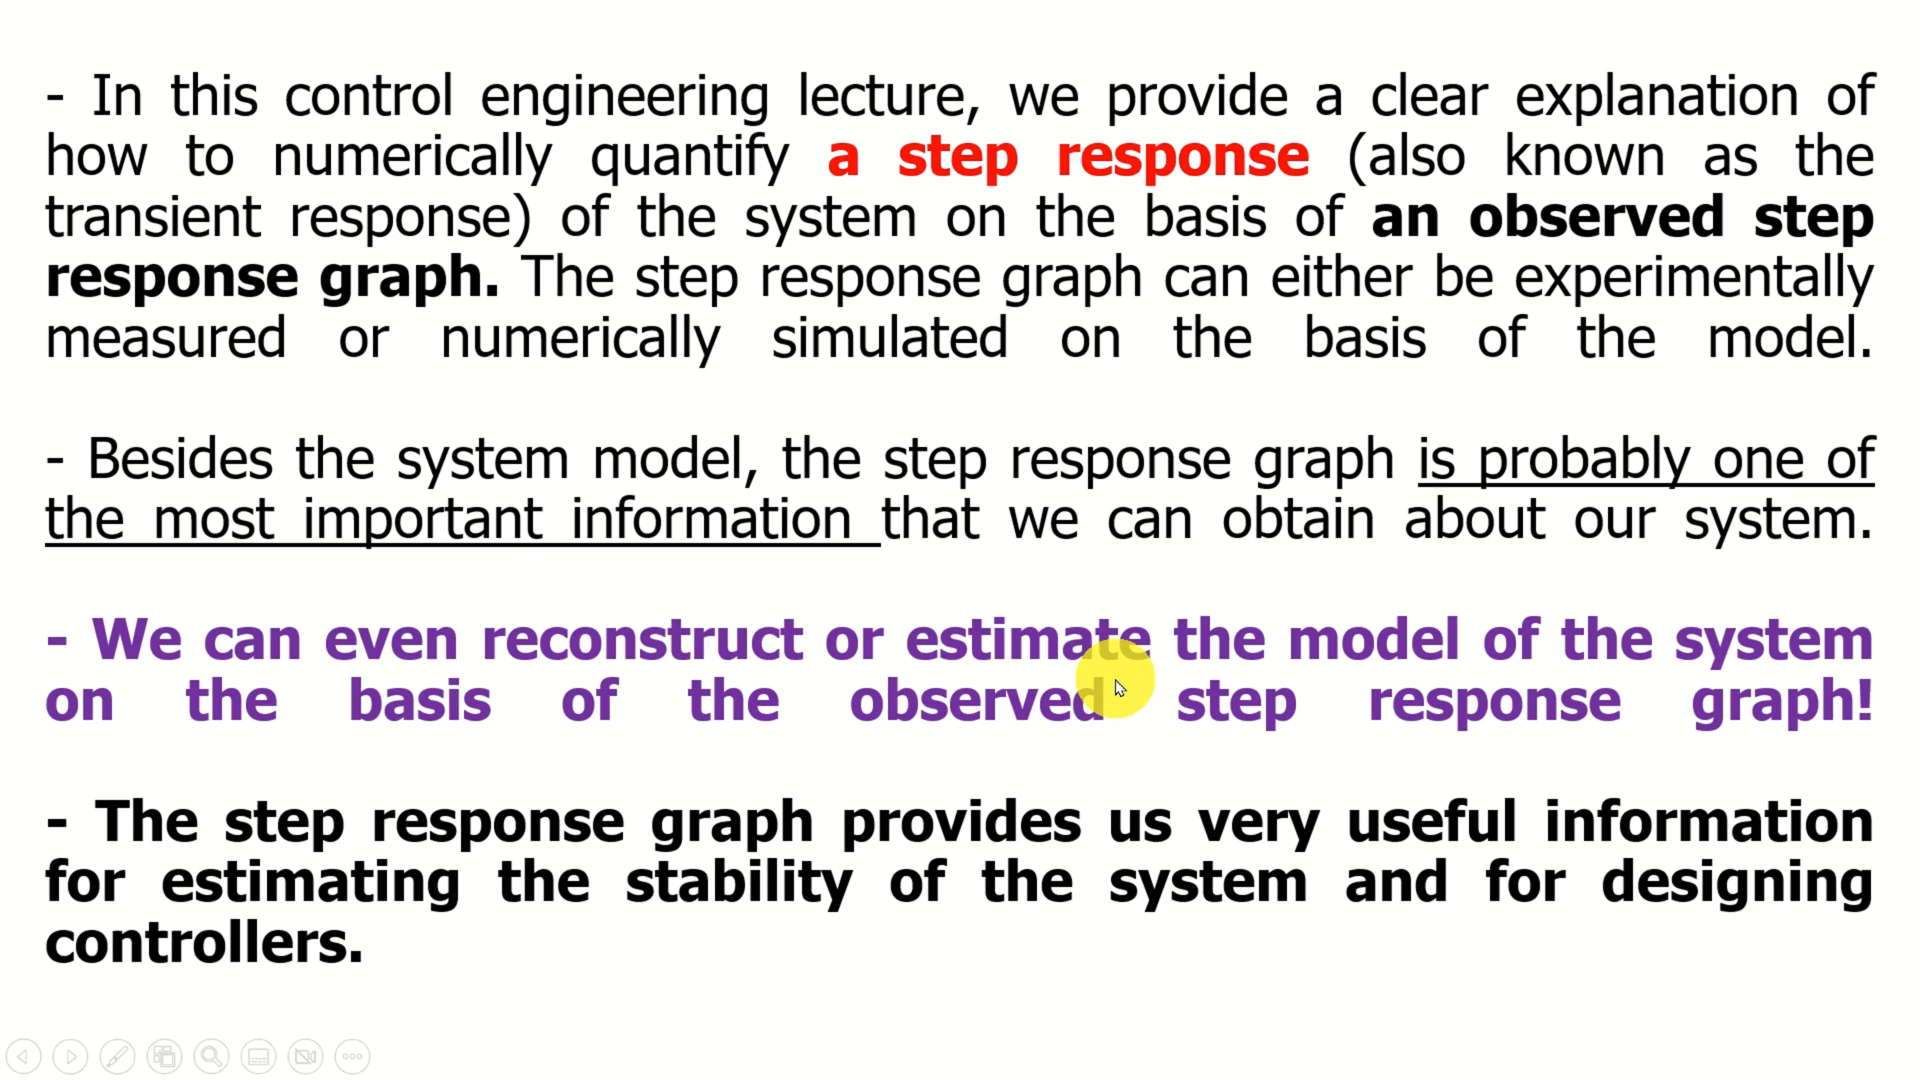 - In this control engineering lecture, we provide a clear explanation of
how to numerically quantify a step response (also known as the
transient response) of the system on the basis of an observed step
response graph. The step response graph can either be experimentally
measured or numerically simulated on the basis of the model.
- Besides the system model, the step response graph is probably one of
the most important information that we can obtain about our system.
- We can even reconstruct or estimate the model of the system
on the basis of the observed step response graph!
- The step response graph provides us very useful information
for estimating the stability of the system and for designing
controllers.